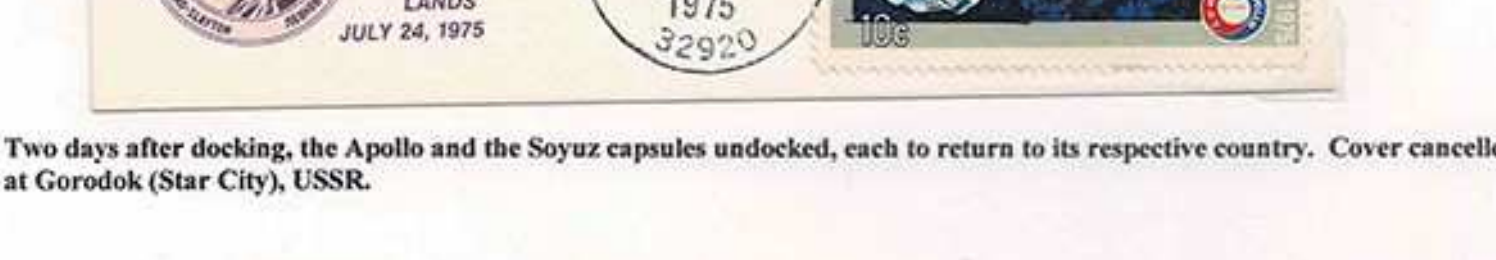 LANDS
JULY 24, 1975
SLAYTON
1975
32920
10c
Two days after docking, the Apollo and the Soyuz capsules undocked, each to return to its respective country. Cover cancelle
at Gorodok (Star City), USSR.